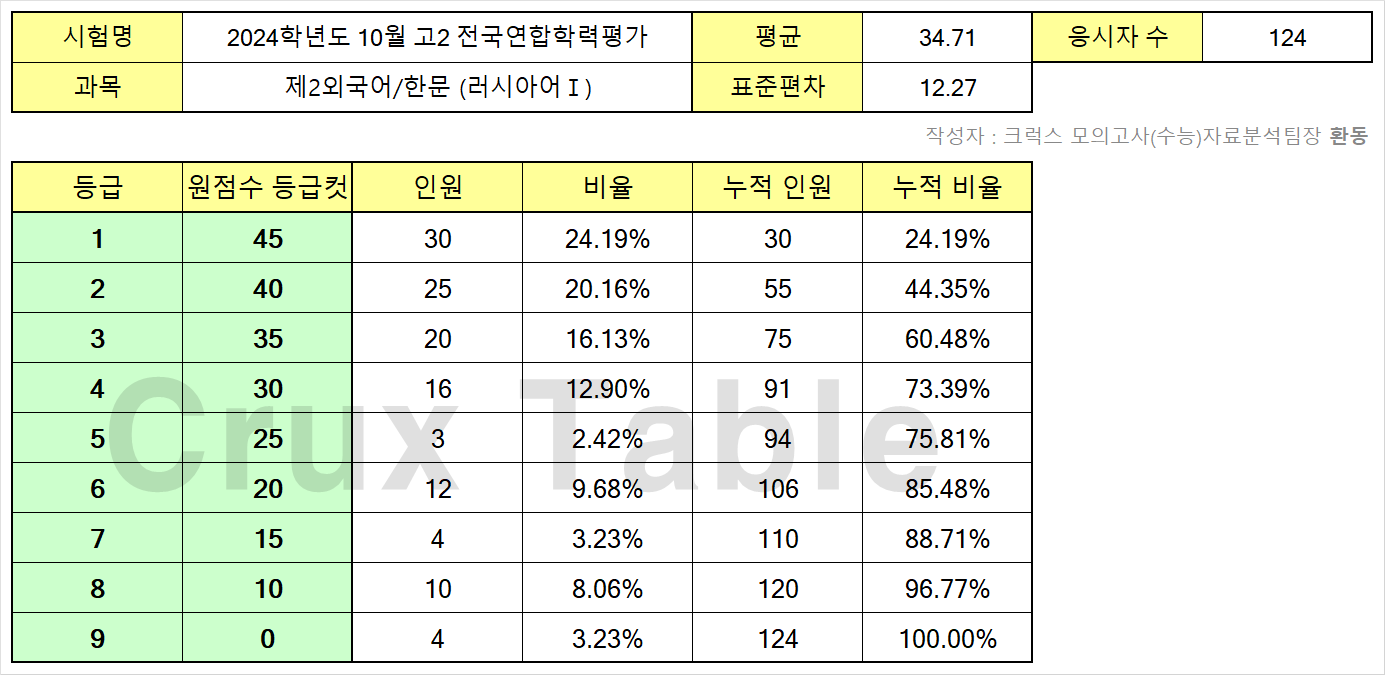 시험명 2024학년도 10월 고2 전국연합학력평가 평균 34.71 응시자 수 124
과목 제2외국어/한문 (러시아어Ⅰ) 표준편차 12.27
작성자 : 크럭스 모의고사(수능)자료분석팀장 환동
등급 원점수 등급컷 인원 비율 누적 인원 누적 비율
1 45 30 24.19% 30 24.19%
2 40 25 20.16% 55 44.35%
3 35 20 16.13% 75 60.48%
4 30 16 12.90% 91 73.39%
5 25 3 2.42% 94 75.81%
6 20 12 9.68% 106 85.48%
7 15 4 3.23% 110 88.71%
8 10 10 8.06% 120 96.77%
9 0 4 3.23% 124 100.00%
Crux Table